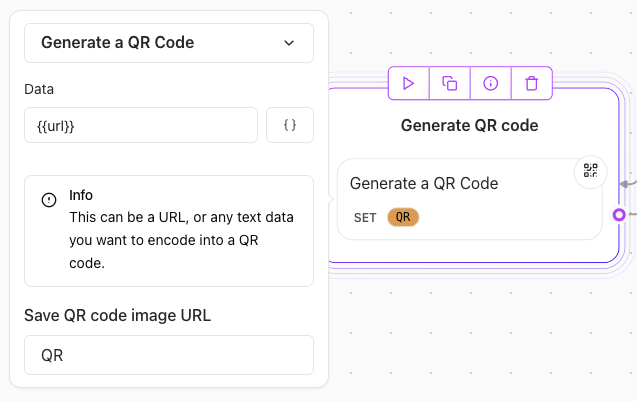 Generate a QR Code
Data
{{url}}
{ }
Info
This can be a URL, or any text data
you want to encode into a QR
code.
Save QR code image URL
QR
Generate QR code
Generate a QR Code
SET QR